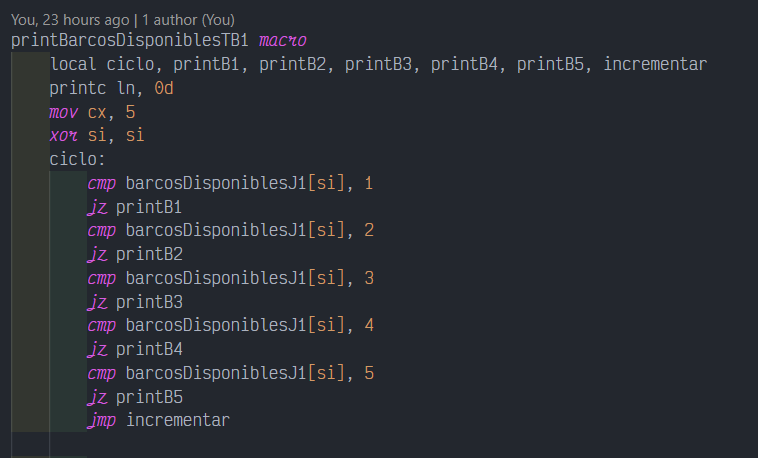 You, 23 hours ago | 1 author (You)
printBarcosDisponiblesTB1 macro
local ciclo, printB1, printB2, printB3, printB4, printB5, incrementar
printc ln, 0d
mov cx, 5
xor si, si
ciclo:
cmp barcosDisponiblesJ1[si], 1
jz printB1
cmp barcosDisponiblesJ1[si], 2
jz printB2
cmp barcosDisponiblesJ1[si], 3
jz printB3
cmp barcosDisponiblesJ1[si], 4
jz printB4
cmp barcosDisponiblesJ1[si], 5
jz printB5
jmp incrementar